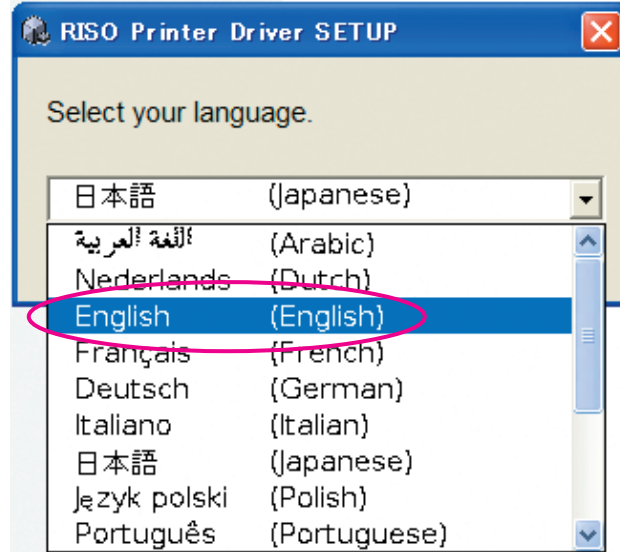 RISO Printer Driver SETUP
Select your language.
日本語 (Japanese)
اللغة العربية (Arabic)
Nederlands (Dutch)
English (English)
Français (French)
Deutsch (German)
Italiano (Italian)
日本語 (Japanese)
Język polski (Polish)
Português (Portuguese)